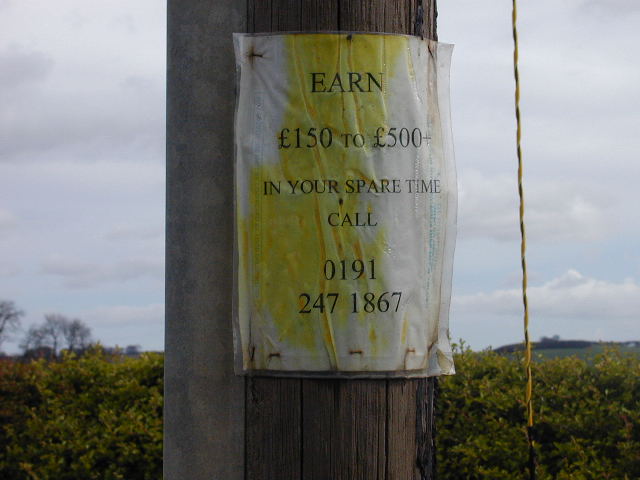 EARN
£150 TO £500+
IN YOUR SPARE TIME
CALL
0191
247 1867